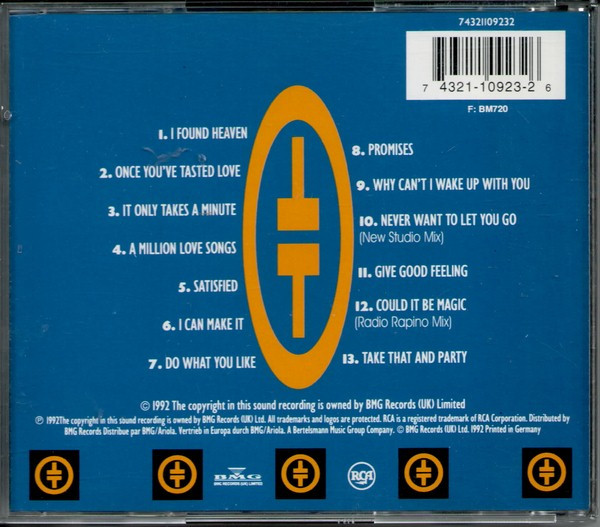 74321109232
7 4321-10923-2 6
F: BM720
1. I FOUND HEAVEN
2. ONCE YOU'VE TASTED LOVE
3. IT ONLY TAKES A MINUTE
4. A MILLION LOVE SONGS
5. SATISFIED
6. I CAN MAKE IT
7. DO WHAT YOU LIKE
8. PROMISES
9. WHY CAN'T I WAKE UP WITH YOU
10. NEVER WANT TO LET YOU GO
(New Studio Mix)
11. GIVE GOOD FEELING
12. COULD IT BE MAGIC
(Radio Rapino Mix)
13. TAKE THAT AND PARTY
© 1992 The copyright in this sound recording is owned by BMG Records (UK) Limited
℗ 1992The copyright in this sound recording is owned by BMG Records (UK) Ltd. All trademarks and logos are protected. RCA is a registered trademark of RCA Corporation. Distributed by
BMG Records Distribue par BMG/Ariola. Vertrieb in Europa durch BMG/Ariola. A Bertelsmann Music Group Company. © BMG Records (UK) Ltd. 1992 Printed in Germany
BMG
BMG RECORDS (UK) LIMITED
RCA